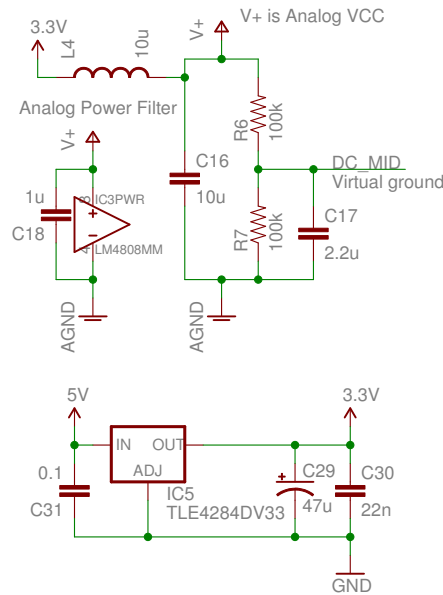 V+ is Analog VCC
3.3V
L4
10u
V+
Analog Power Filter
V+
R6
100k
C16
10u
DC_MID
Virtual ground
1u
8
IC3PWR
C18
4
LM4808MM
R7
100k
C17
2.2u
AGND
AGND
5V
3.3V
IN
OUT
ADJ
0.1
C31
IC5
TLE4284DV33
C29
47u
C30
22n
GND